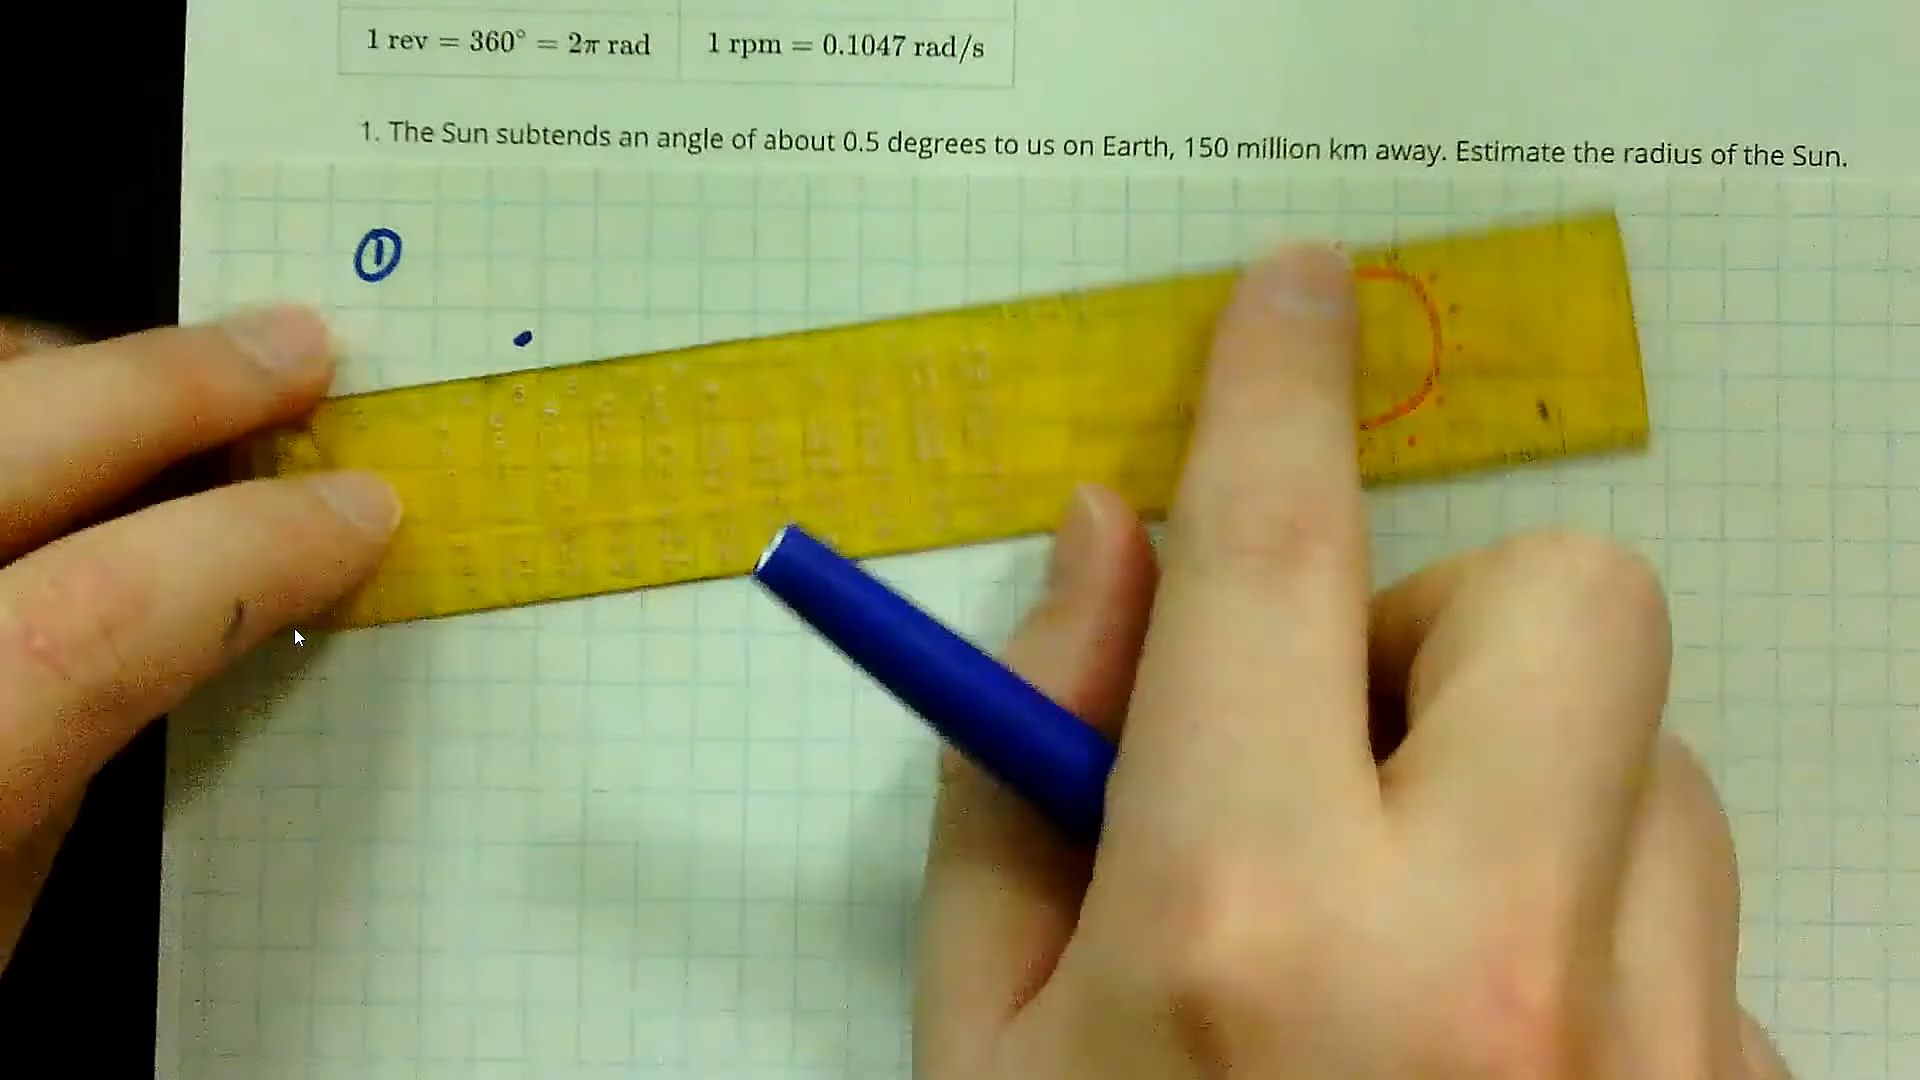 1 rev = 360° = 2π rad 1 rpm = 0.1047 rad/s
1. The Sun subtends an angle of about 0.5 degrees to us on Earth, 150 million km away. Estimate the radius of the Sun.
①